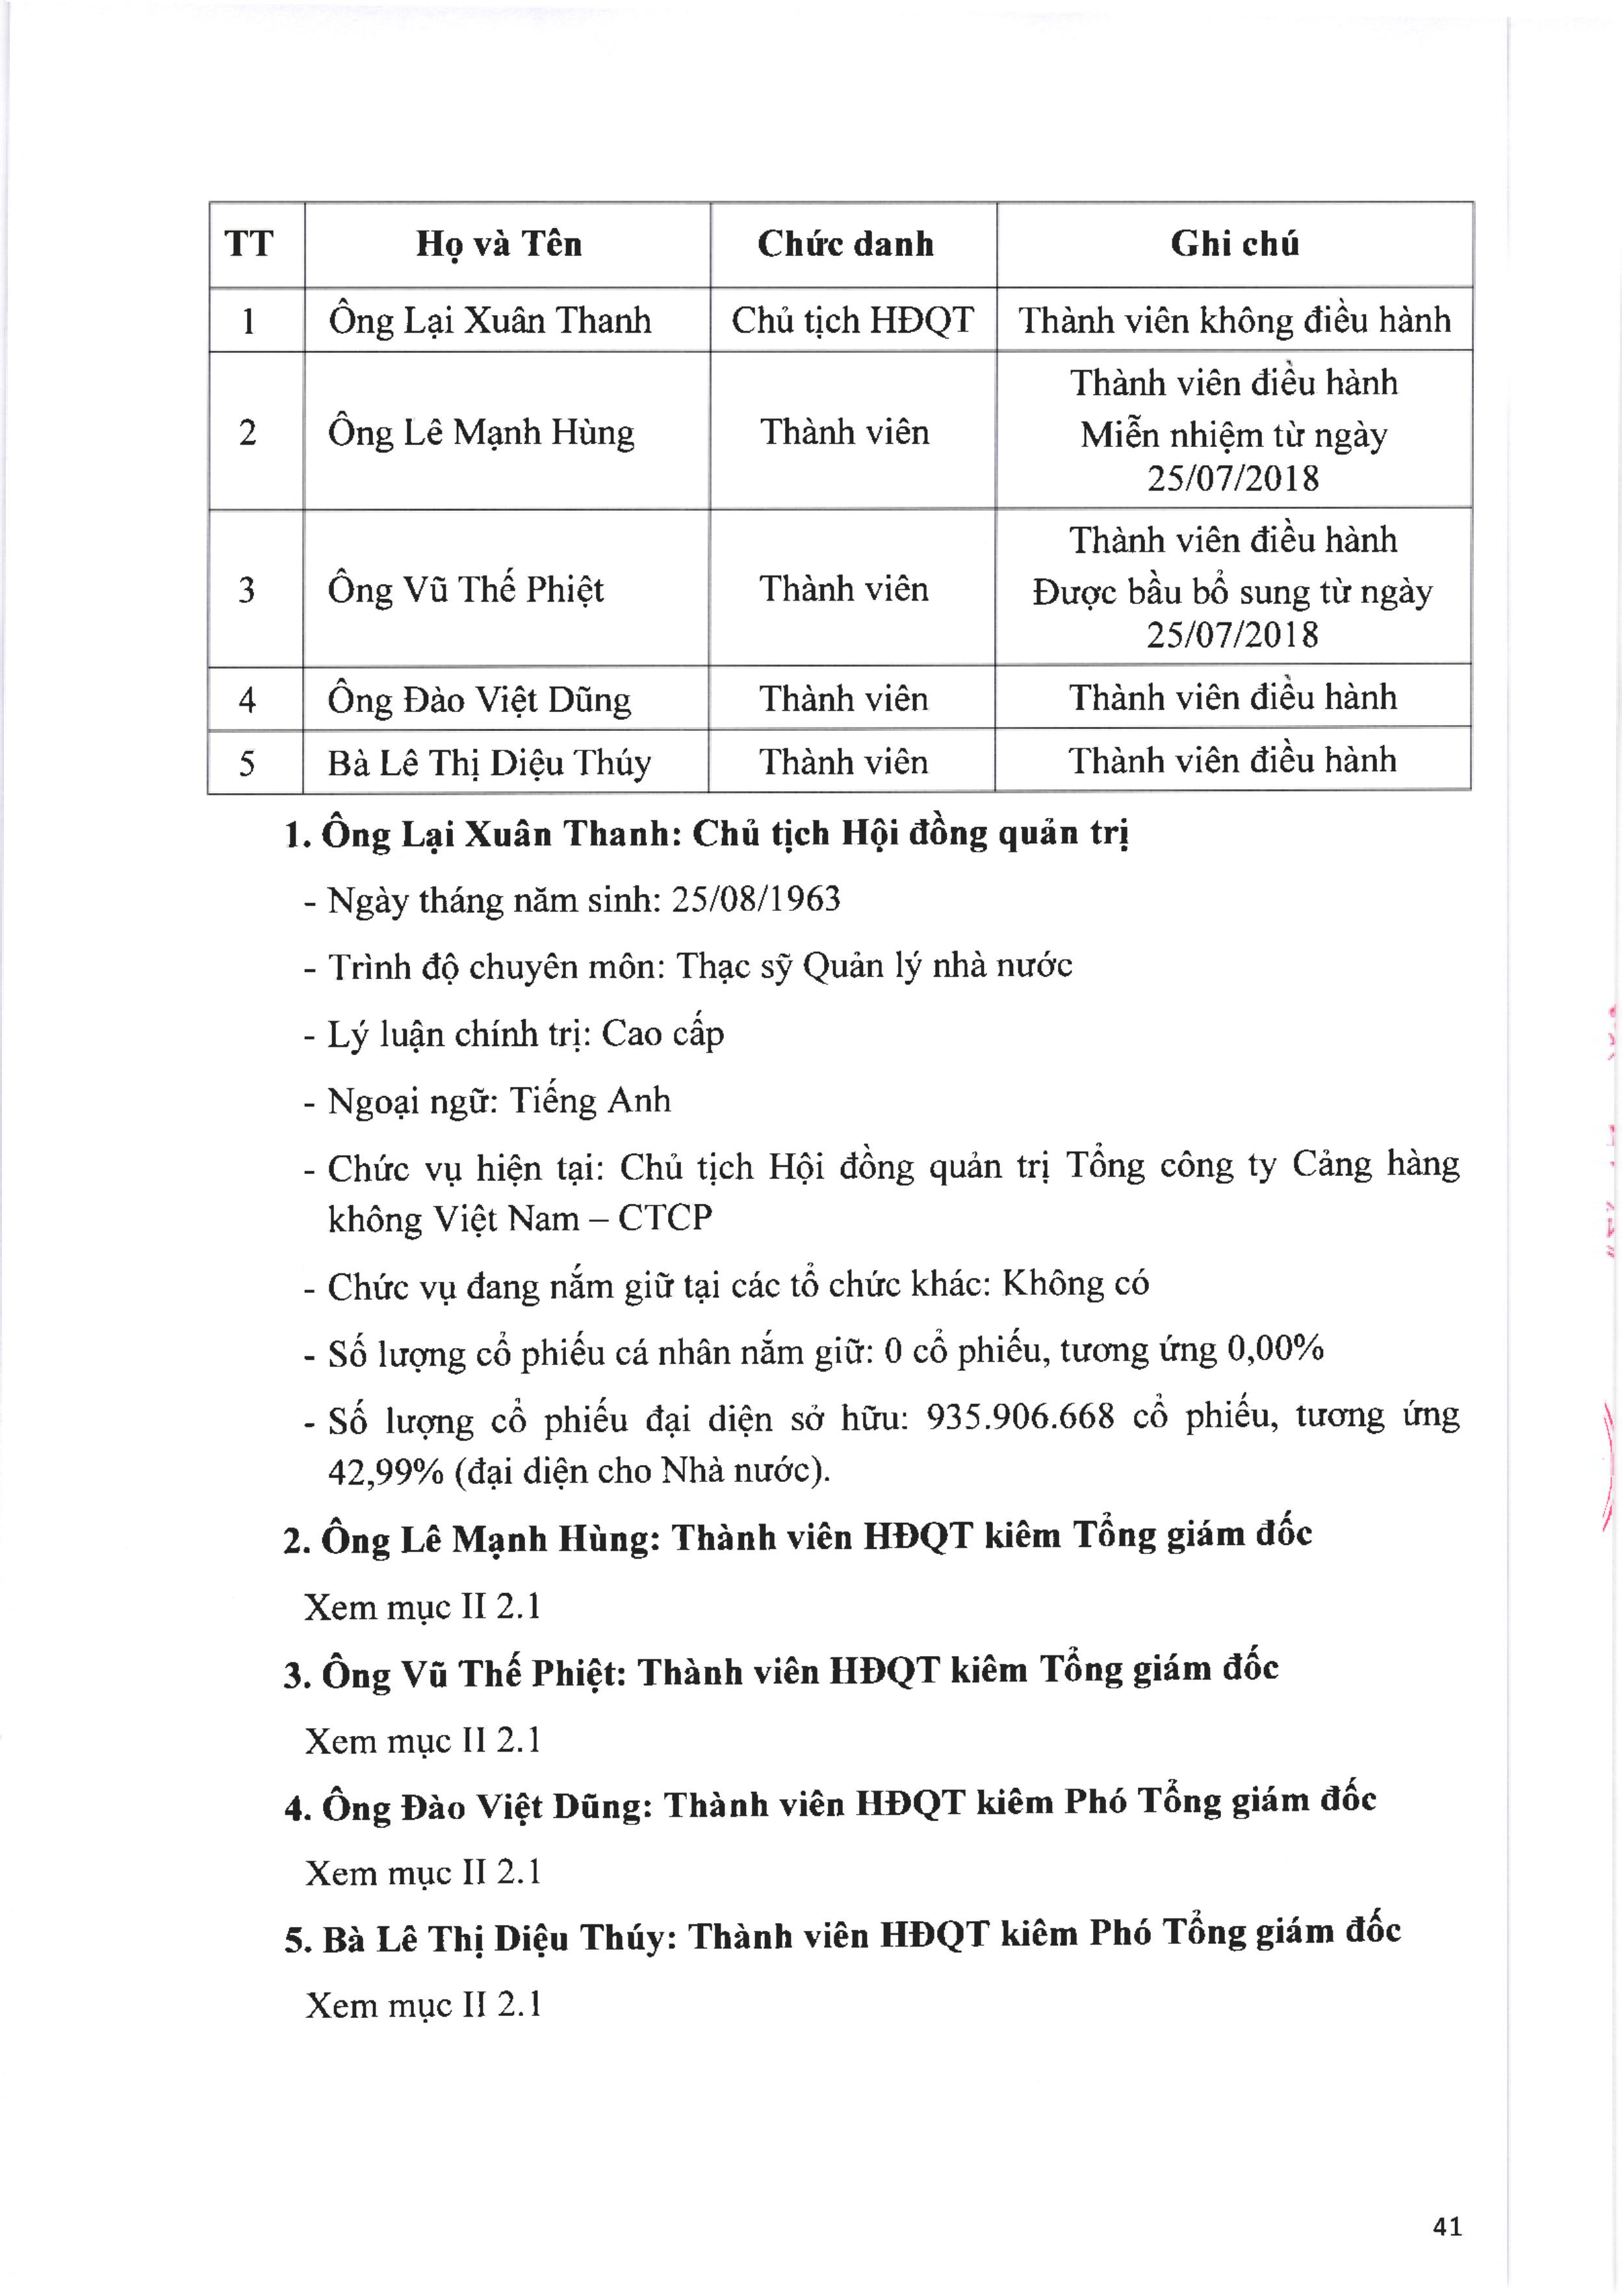 TT Họ và Tên Chức danh Ghi chú
1 Ông Lại Xuân Thanh Chủ tịch HĐQT Thành viên không điều hành
2 Ông Lê Mạnh Hùng Thành viên Thành viên điều hành
Miễn nhiệm từ ngày
25/07/2018
3 Ông Vũ Thế Phiệt Thành viên Thành viên điều hành
Được bầu bổ sung từ ngày
25/07/2018
4 Ông Đào Việt Dũng Thành viên Thành viên điều hành
5 Bà Lê Thị Diệu Thúy Thành viên Thành viên điều hành
1. Ông Lại Xuân Thanh: Chủ tịch Hội đồng quản trị
- Ngày tháng năm sinh: 25/08/1963
- Trình độ chuyên môn: Thạc sỹ Quản lý nhà nước
- Lý luận chính trị: Cao cấp
- Ngoại ngữ: Tiếng Anh
- Chức vụ hiện tại: Chủ tịch Hội đồng quản trị Tổng công ty Cảng hàng
không Việt Nam – CTCP
- Chức vụ đang nắm giữ tại các tổ chức khác: Không có
- Số lượng cổ phiếu cá nhân nắm giữ: 0 cổ phiếu, tương ứng 0,00%
- Số lượng cổ phiếu đại diện sở hữu: 935.906.668 cổ phiếu, tương ứng
42,99% (đại diện cho Nhà nước).
2. Ông Lê Mạnh Hùng: Thành viên HĐQT kiêm Tổng giám đốc
Xem mục II 2.1
3. Ông Vũ Thế Phiệt: Thành viên HĐQT kiêm Tổng giám đốc
Xem mục II 2.1
4. Ông Đào Việt Dũng: Thành viên HĐQT kiêm Phó Tổng giám đốc
Xem mục II 2.1
5. Bà Lê Thị Diệu Thúy: Thành viên HĐQT kiêm Phó Tổng giám đốc
Xem mục II 2.1
41